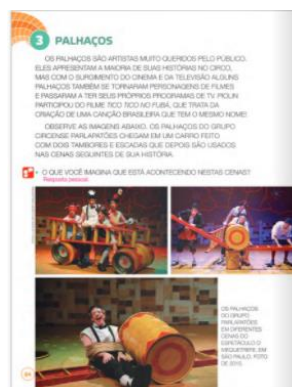 3 PALHAÇOS
OS PALHAÇOS SÃO ARTISTAS MUITO QUERIDOS PELO PÚBLICO.
ELES APRESENTAM A MAIORIA DE SUAS HISTÓRIAS NO CIRCO,
MAS COM O SURGIMENTO DO CINEMA E DA TELEVISÃO ALGUNS
PALHAÇOS TAMBÉM SE TORNARAM PERSONAGENS DE FILMES
E PASSARAM A TER SEUS PRÓPRIOS PROGRAMAS DE TV. PIOLIN
PARTICIPOU DO FILME TICO TICO NO FUBÁ, QUE TRATA DA
CRIAÇÃO DE UMA CANÇÃO BRASILEIRA QUE TEM O MESMO NOME!
OBSERVE AS IMAGENS ABAIXO. OS PALHAÇOS DO GRUPO
CIRCENSE PARLAPATÕES CHEGAM EM UM CARRO FEITO
COM DOIS TAMBORES E ESCADAS QUE DEPOIS SÃO USADOS
NAS CENAS SEGUINTES DE SUA HISTÓRIA.
• O QUE VOCÊ IMAGINA QUE ESTÁ ACONTECENDO NESTAS CENAS?
Resposta pessoal.
OS PALHAÇOS
DO GRUPO
PARLAPATÕES
EM DIFERENTES
CENAS DO
ESPETÁCULO O
EM
SÃO PAULO. FOTO
DE 2015.